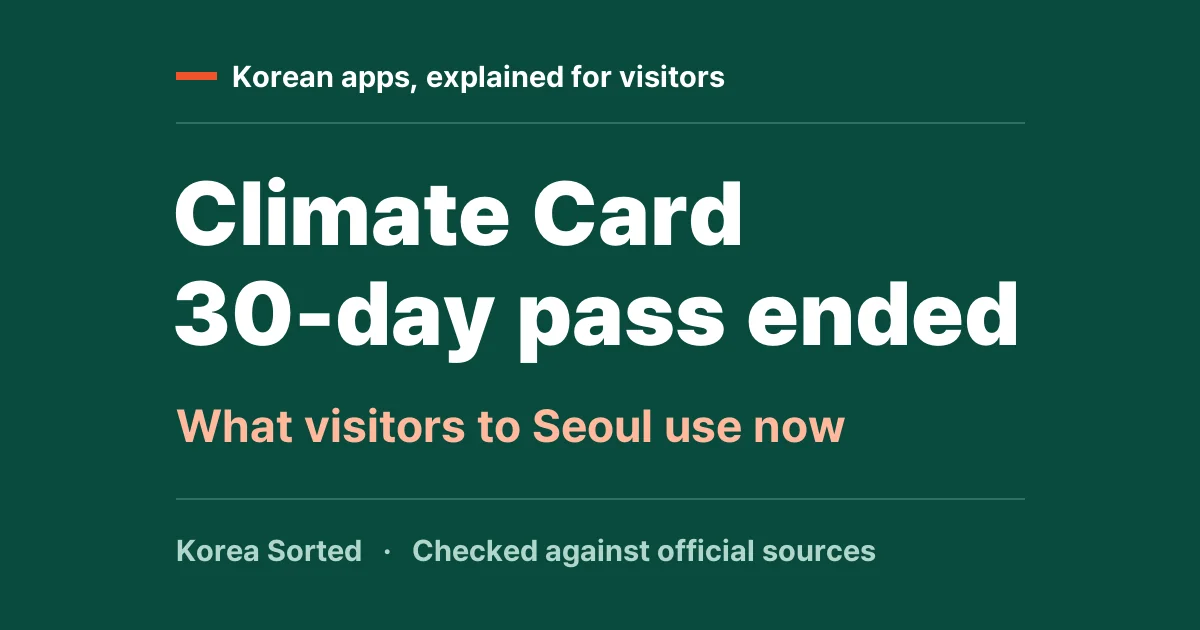 Korean apps, explained for visitors
Climate Card
30-day pass ended
What visitors to Seoul use now
Korea Sorted · Checked against official sources